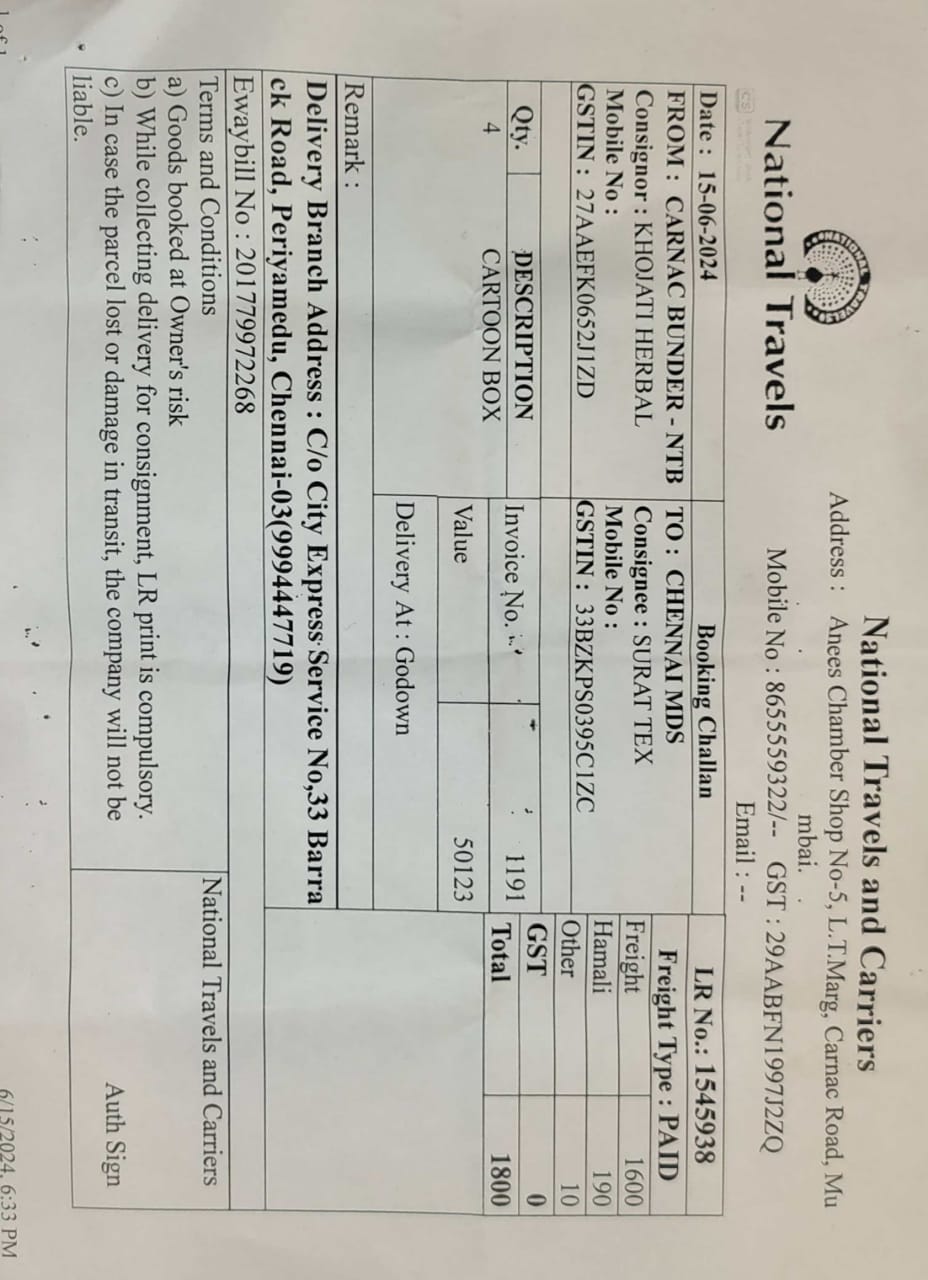 National Travels and Carriers
NATIONAL TRAVELS
National Travels
Address : Anees Chamber Shop No-5, L.T.Marg, Carnac Road, Mu
mbai.
Mobile No : 8655559322/-- GST : 29AABFN1997J2ZQ
Email : --
CS
Date : 15-06-2024 Booking Challan LR No.: 1545938
FROM : CARNAC BUNDER - NTB TO : CHENNAI MDS Freight Type : PAID
Consignor : KHOJATI HERBAL Consignee : SURAT TEX Freight 1600
Mobile No : Mobile No : Hamali 190
GSTIN : 27AAEFK0652J1ZD GSTIN : 33BZKPS0395C1ZC Other 10
GST 0
Qty. DESCRIPTION Invoice No. 1191 Total 1800
4 CARTOON BOX Value 50123
Delivery At : Godown
Remark :
Delivery Branch Address : C/o City Express Service No,33 Barra
ck Road, Periyamedu, Chennai-03(9994447719)
Ewaybill No : 201779972268
Terms and Conditions National Travels and Carriers
a) Goods booked at Owner's risk
b) While collecting delivery for consignment, LR print is compulsory.
c) In case the parcel lost or damage in transit, the company will not be
liable.
Auth Sign
1 of 1 6/15/2024, 6:33 PM